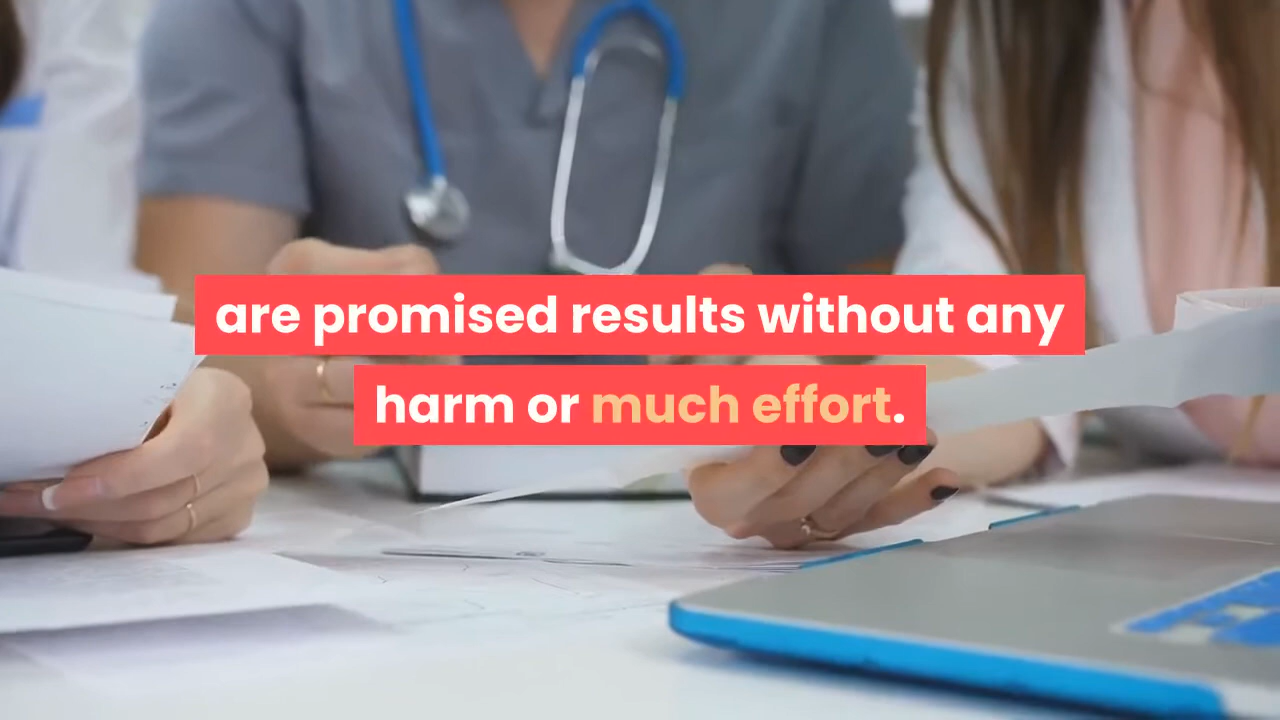 are promised results without any
harm or much effort.